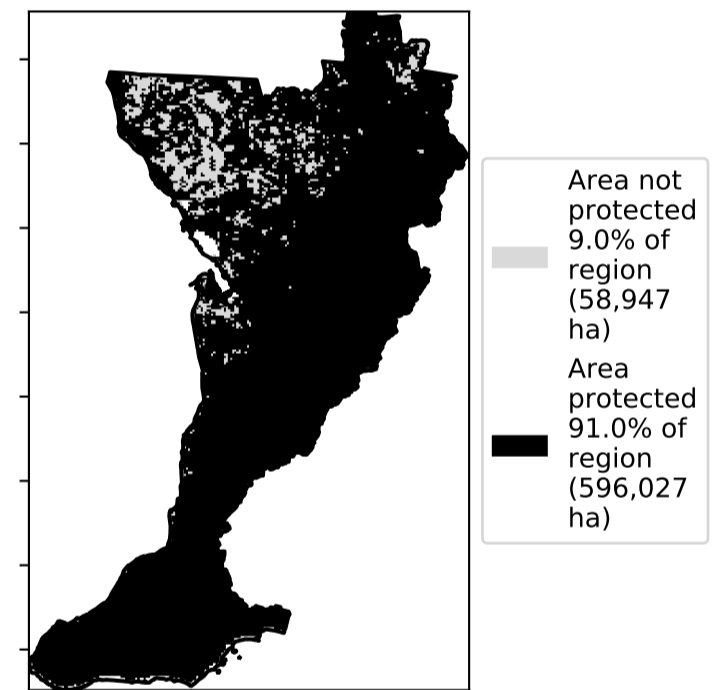 Area not
protected
9.0% of
region
(58,947
ha)
Area
protected
91.0% of
region
(596,027
ha)